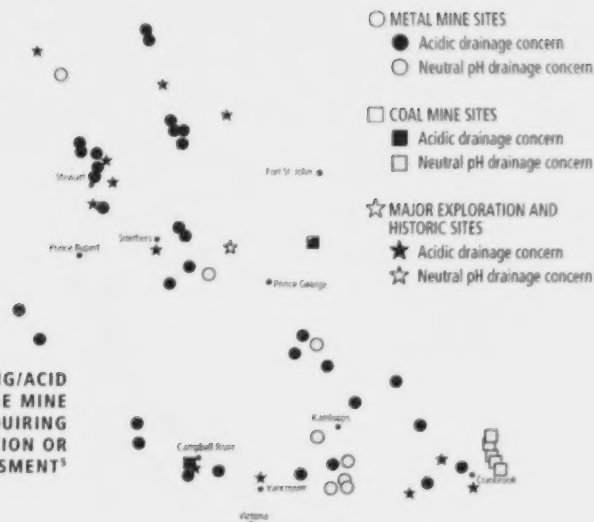 METAL MINE SITES
Acidic drainage concern
Neutral pH drainage concern
COAL MINE SITES
Acidic drainage concern
Neutral pH drainage concern
MAJOR EXPLORATION AND
HISTORIC SITES
Acidic drainage concern
Neutral pH drainage concern
Stewart
Fort St. John
Smithers
Prince Rupert
Prince George
NG/ACID
E MINE
UIRING
ION OR
SMENT⁵
Kamloops
Campbell River
Vancouver
Cranbrook
Victoria